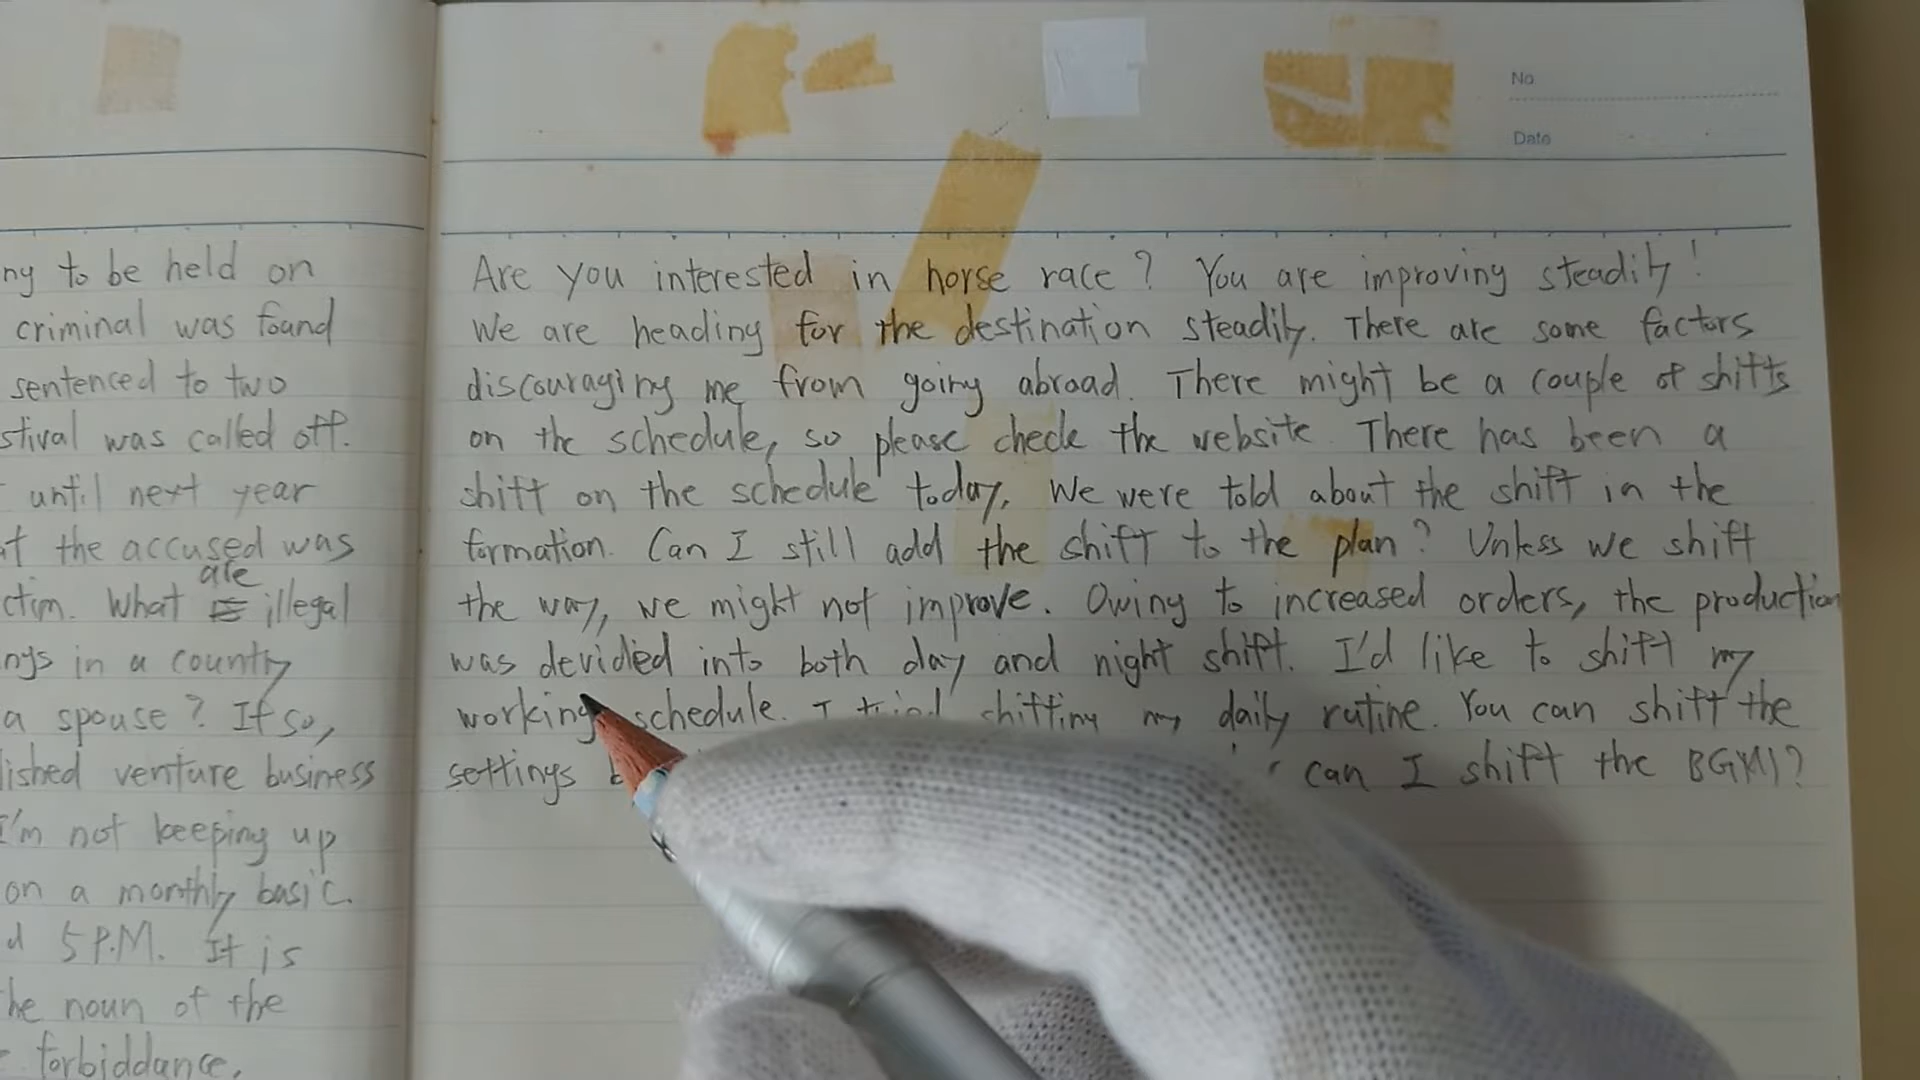 ny to be held on
criminal was found
sentenced to two
stival was called off.
until next year
at the accused was
are
ctim. What illegal
ngs in a country
a spouse? If so,
lished venture business
I'm not keeping up
on a monthly basic.
d 5 P.M. It is
he noun of the
forbiddance,
No
Date
Are you interested in horse race? You are improving steadily!
We are heading for the destination steadily. There are some factors
discouraging me from going abroad. There might be a couple of shifts
on the schedule, so please check the website. There has been a
shift on the schedule today. We were told about the shift in the
formation. Can I still add the shift to the plan? Unless we shift
the way, we might not improve. Owing to increased orders, the production
was devided into both day and night shift. I'd like to shift my
working schedule. I tried shifting my daily rutine. You can shift the
settings can I shift the BGM?